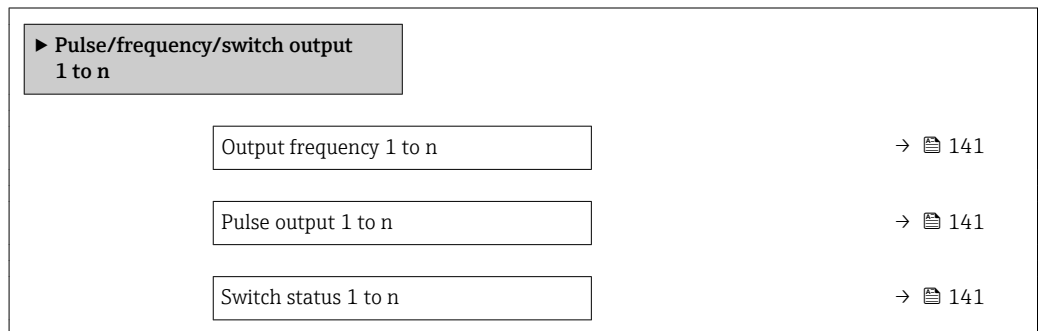 ▶ Pulse/frequency/switch output
1 to n
Output frequency 1 to n → 141
Pulse output 1 to n → 141
Switch status 1 to n → 141